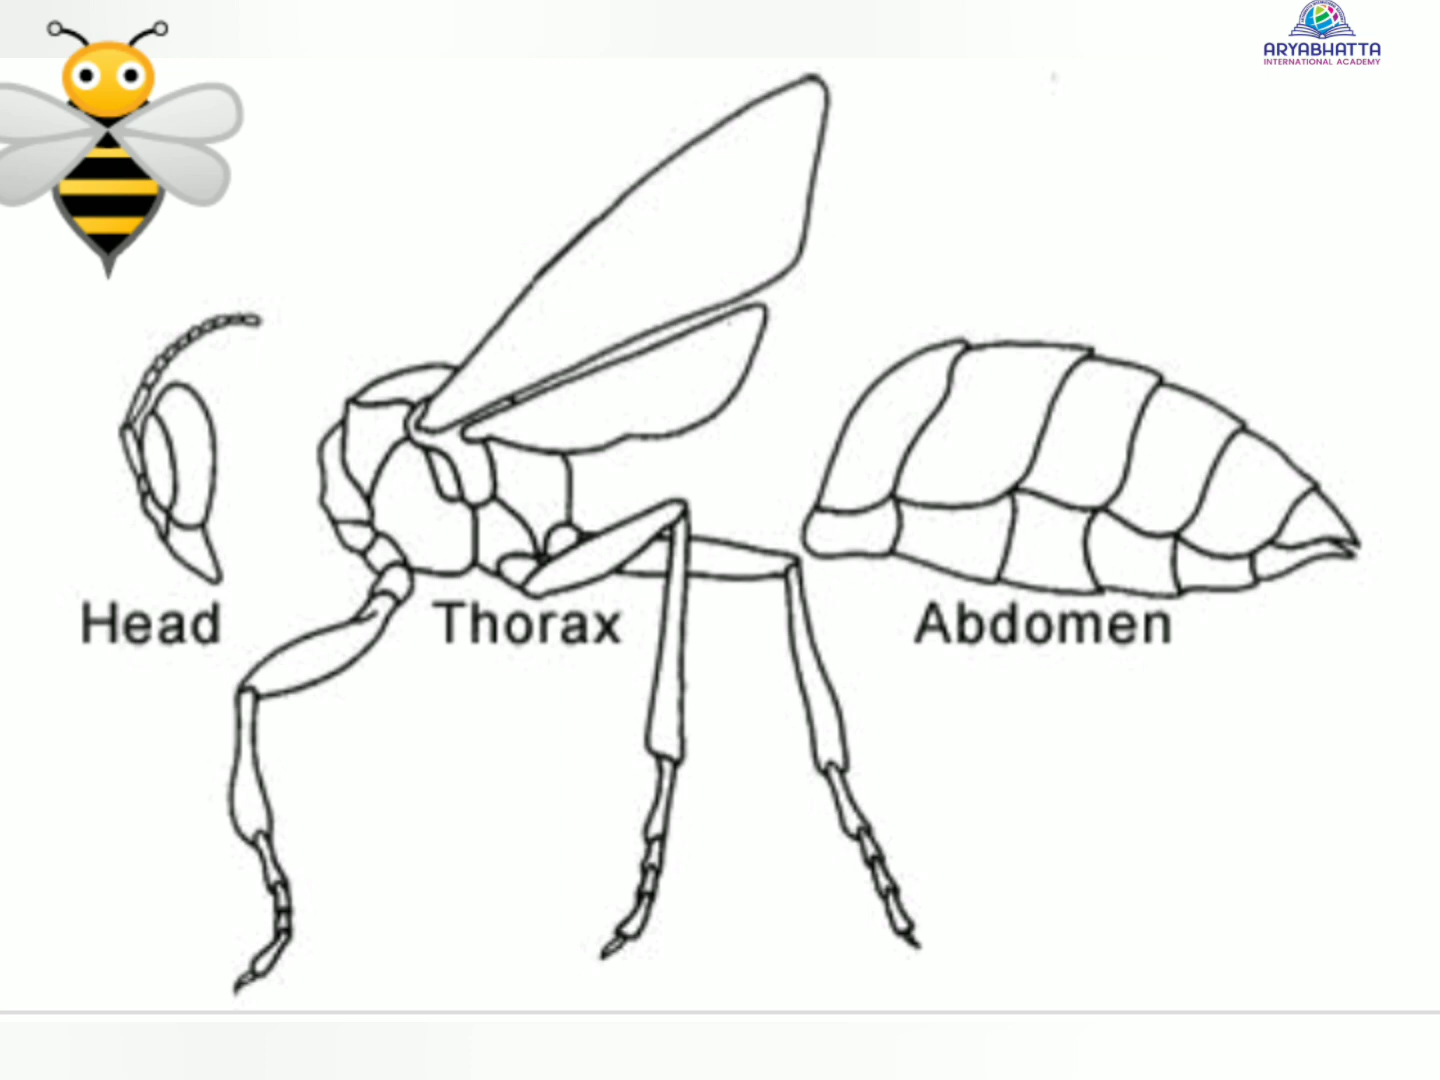 ARYABHATTA
INTERNATIONAL ACADEMY
Head
Thorax
Abdomen